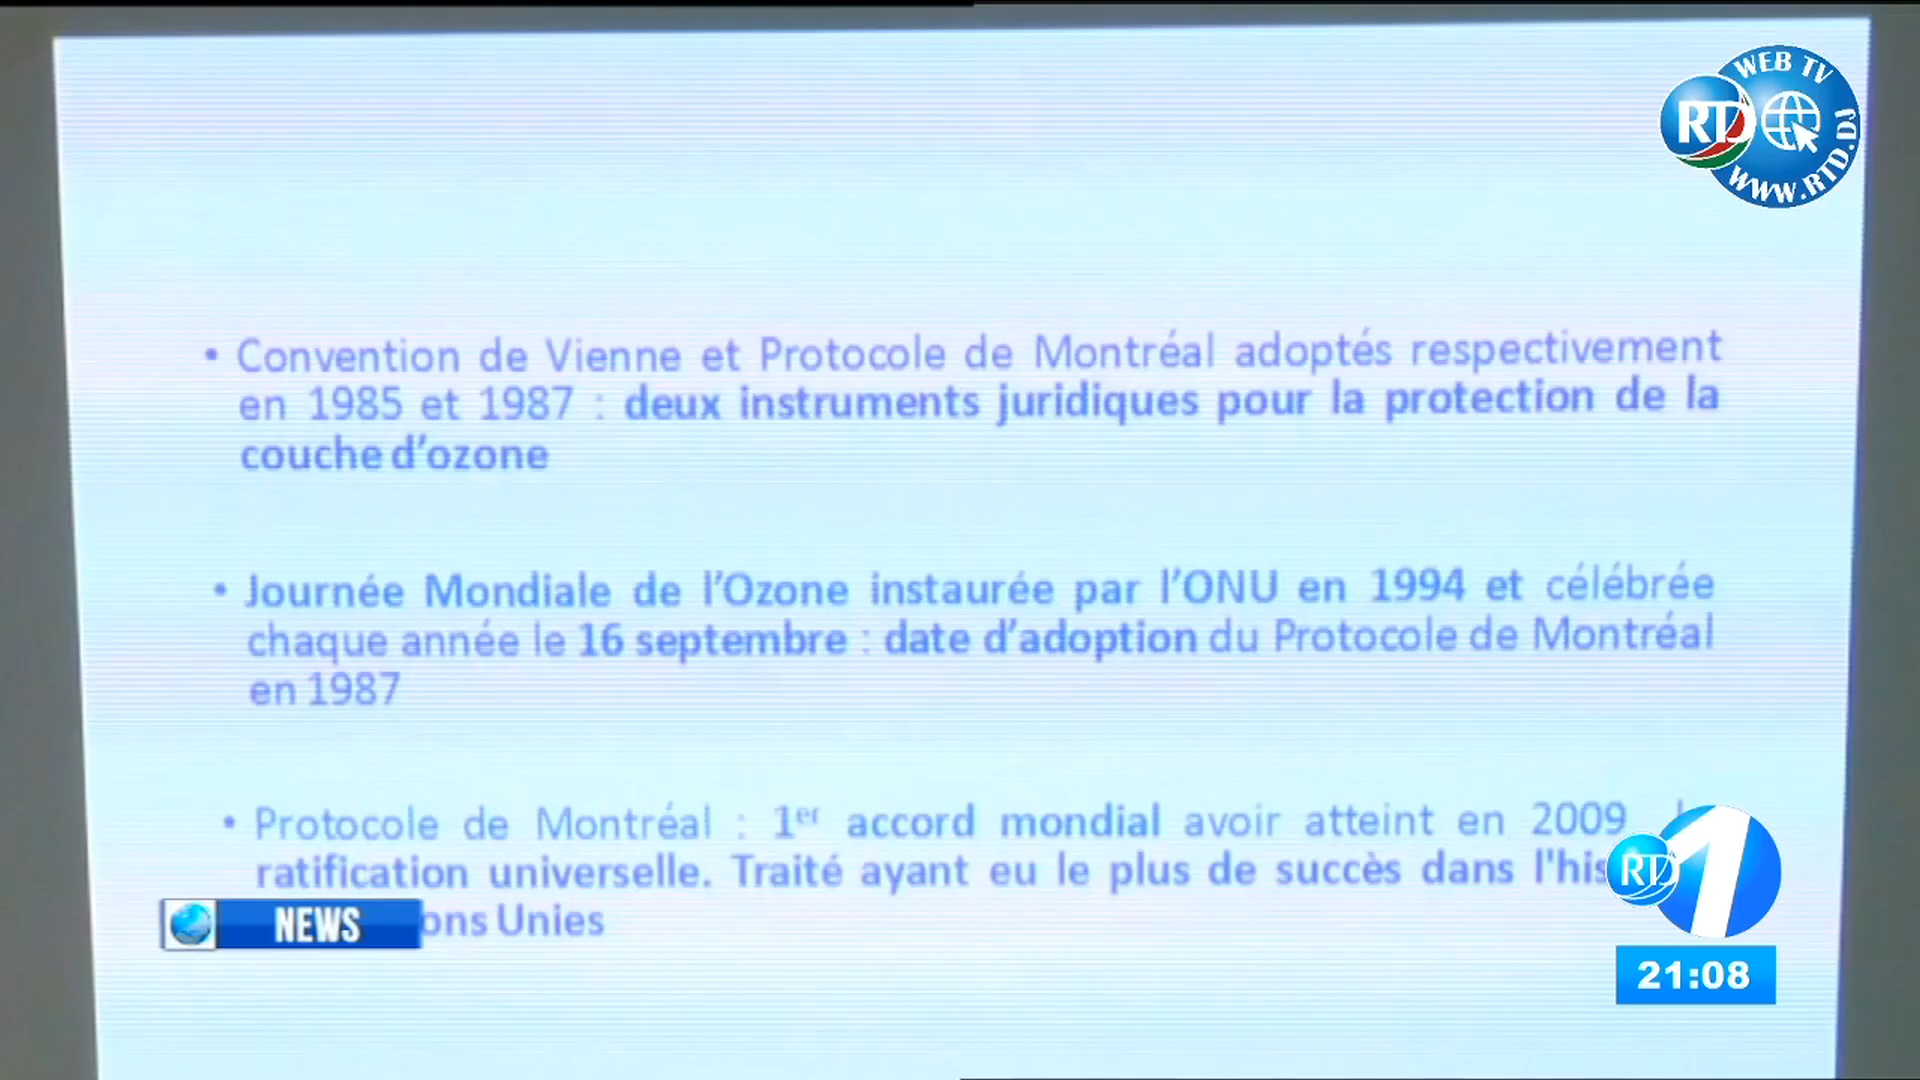 WEB TV
RTD
WWW.RTD.DJ
• Convention de Vienne et Protocole de Montréal adoptés respectivement
en 1985 et 1987 : deux instruments juridiques pour la protection de la
couche d’ozone
• Journée Mondiale de l’Ozone instaurée par l’ONU en 1994 et célébrée
chaque année le 16 septembre : date d’adoption du Protocole de Montréal
en 1987
• Protocole de Montréal : 1er accord mondial avoir atteint en 2009
ratification universelle. Traité ayant eu le plus de succès dans
Unies
NEWS
RTD 1
21:08